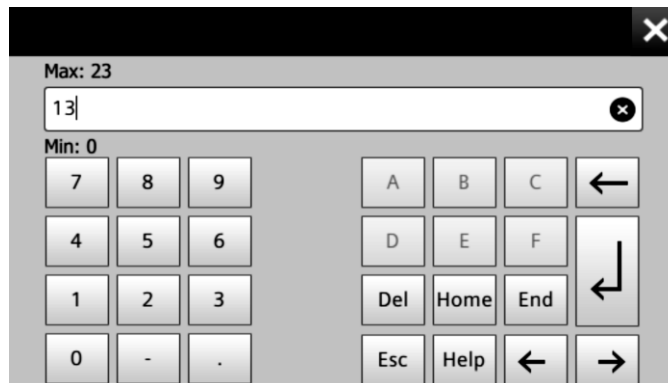 Max: 23
13
Min: 0
7 8 9 A B C
4 5 6 D E F
1 2 3 Del Home End
0 - . Esc Help